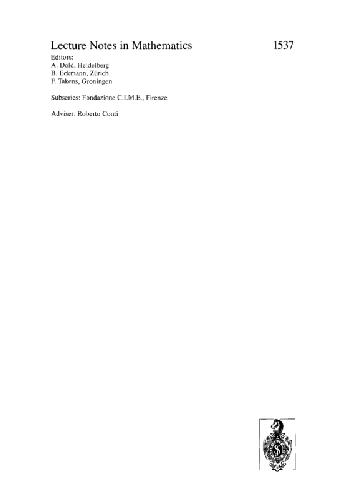 Lecture Notes in Mathematics 1537
Editors:
A. Dold, Heidelberg
B. Eckmann, Zürich
F. Takens, Groningen
Subseries: Fondazione C.I.M.E., Firenze
Adviser: Roberto Conti